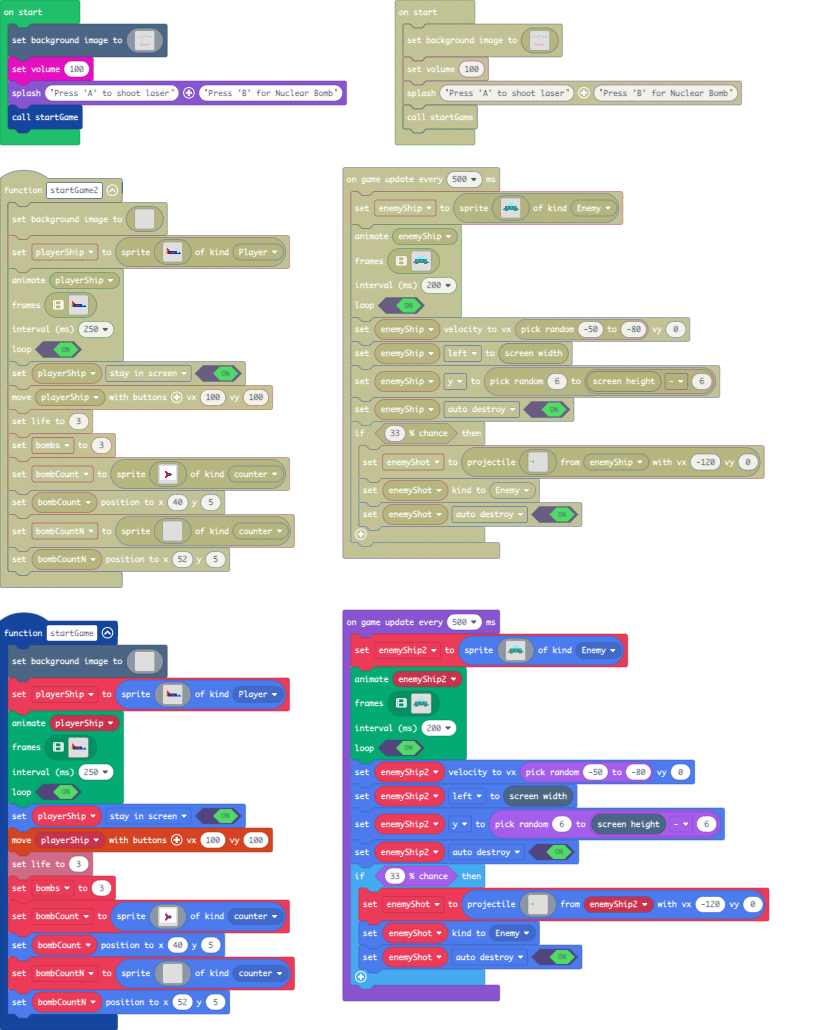 on start
set background image to
set volume 100
splash "Press 'A' to shoot laser" "Press 'B' for Nuclear Bomb"
call startGame
on start
set background image to
set volume 100
splash "Press 'A' to shoot laser" "Press 'B' for Nuclear Bomb"
call startGame
function startGame2
set background image to
set playerShip to sprite of kind Player
animate playerShip
frames
interval (ms) 250
loop ON
set playerShip stay in screen ON
move playerShip with buttons vx 100 vy 100
set life to 3
set bombs to 3
set bombCount to sprite of kind counter
set bombCount position to x 40 y 5
set bombCountN to sprite of kind counter
set bombCountN position to x 52 y 5
on game update every 500 ms
set enemyShip to sprite of kind Enemy
animate enemyShip
frames
interval (ms) 200
loop ON
set enemyShip velocity to vx pick random -50 to -80 vy 0
set enemyShip left to screen width
set enemyShip y to pick random 6 to screen height - 6
set enemyShip auto destroy ON
if 33 % chance then
set enemyShot to projectile from enemyShip with vx -120 vy 0
set enemyShot kind to Enemy
set enemyShot auto destroy ON
function startGame
set background image to
set playerShip to sprite of kind Player
animate playerShip
frames
interval (ms) 250
loop ON
set playerShip stay in screen ON
move playerShip with buttons vx 100 vy 100
set life to 3
set bombs to 3
set bombCount to sprite of kind counter
set bombCount position to x 40 y 5
set bombCountN to sprite of kind counter
set bombCountN position to x 52 y 5
on game update every 500 ms
set enemyShip2 to sprite of kind Enemy
animate enemyShip2
frames
interval (ms) 200
loop ON
set enemyShip2 velocity to vx pick random -50 to -80 vy 0
set enemyShip2 left to screen width
set enemyShip2 y to pick random 6 to screen height - 6
set enemyShip2 auto destroy ON
if 33 % chance then
set enemyShot to projectile from enemyShip2 with vx -120 vy 0
set enemyShot kind to Enemy
set enemyShot auto destroy ON